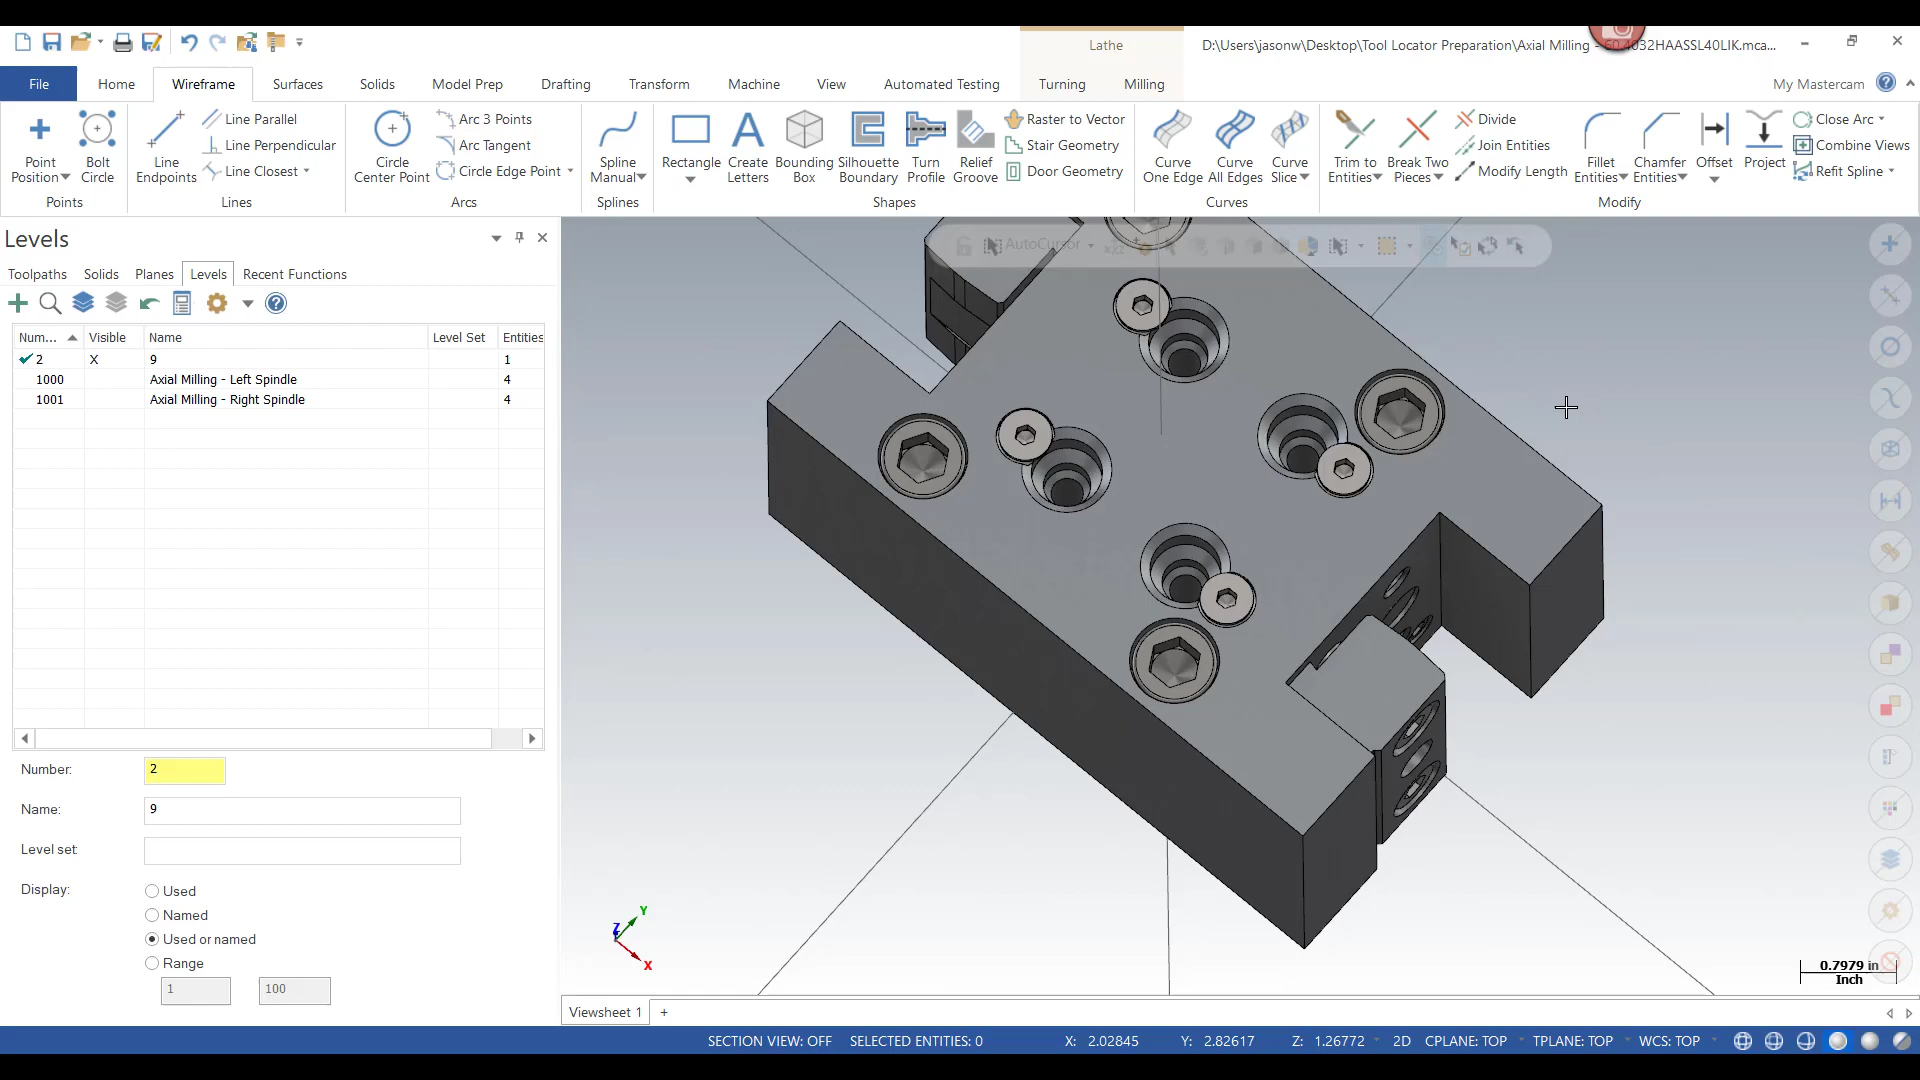 Lathe
D:\Users\jasonw\Desktop\Tool Locator Preparation\Axial Milling - 60.4032HAASSL40LIK.mca...
File Home Wireframe Surfaces Solids Model Prep Drafting Transform Machine View Automated Testing Turning Milling My Mastercam
Point Position
Bolt Circle
Points
Line Endpoints
Line Parallel
Line Perpendicular
Line Closest
Lines
Circle Center Point
Arc 3 Points
Arc Tangent
Circle Edge Point
Arcs
Spline Manual
Splines
Rectangle
Create Letters
Bounding Box
Silhouette Boundary
Turn Profile
Relief Groove
Raster to Vector
Stair Geometry
Door Geometry
Shapes
Curve One Edge
Curve All Edges
Curve Slice
Curves
Trim to Entities
Break Two Pieces
Divide
Join Entities
Modify Length
Fillet Entities
Chamfer Entities
Offset
Project
Close Arc
Combine Views
Refit Spline
Modify
Levels
Toolpaths Solids Planes Levels Recent Functions
Num... Visible Name Level Set Entities
2 X 9 1
1000 Axial Milling - Left Spindle 4
1001 Axial Milling - Right Spindle 4
Number: 2
Name: 9
Level set:
Display:
Used
Named
Used or named
Range
1 100
AutoCursor
Z Y
X
0.7979 in
Inch
Viewsheet 1 +
SECTION VIEW: OFF SELECTED ENTITIES: 0 X: 2.02845 Y: 2.82617 Z: 1.26772 2D CPLANE: TOP TPLANE: TOP WCS: TOP